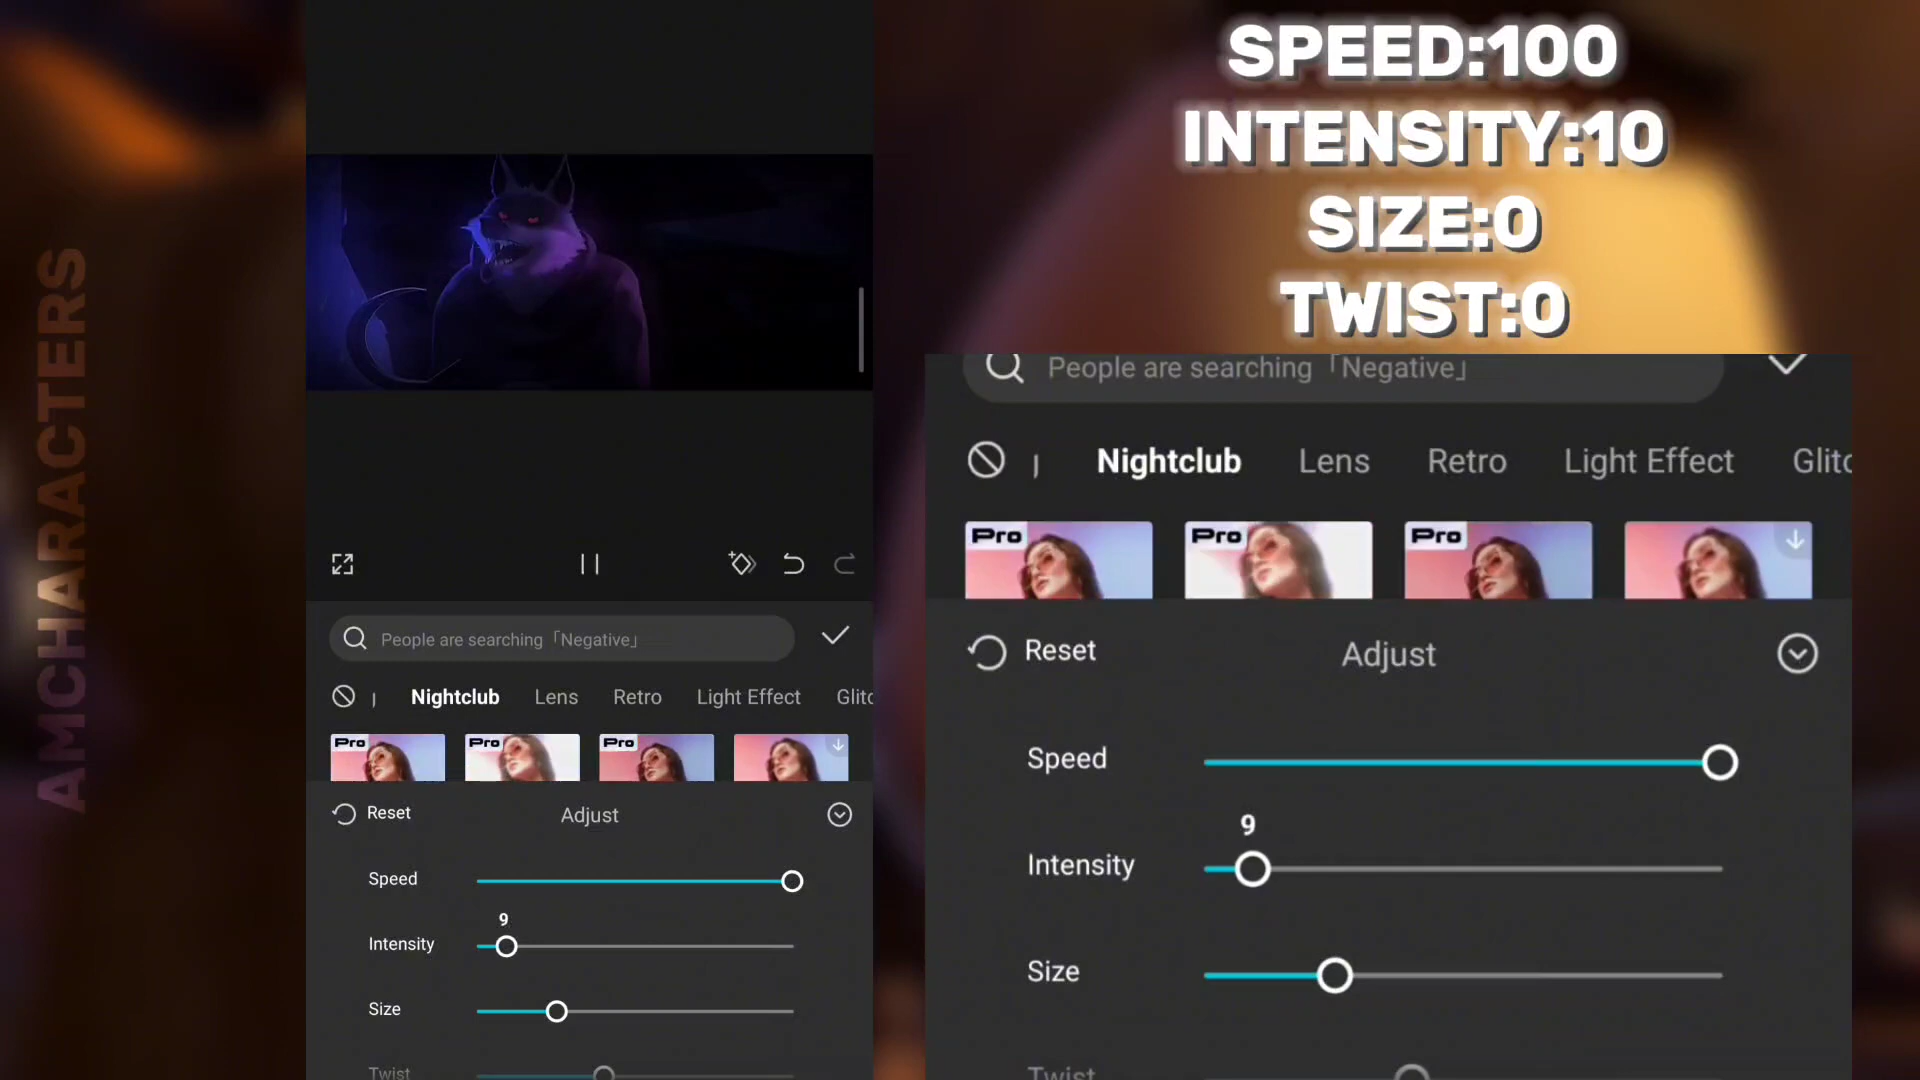 AMCHARACTERS
People are searching「Negative」
Nightclub Lens Retro Light Effect Glitc
Pro Pro Pro
Reset Adjust
Speed
9
Intensity
Size
Twist
SPEED:100
INTENSITY:10
SIZE:0
TWIST:0
People are searching「Negative」
Nightclub Lens Retro Light Effect Glitc
Pro Pro Pro
Reset Adjust
Speed
9
Intensity
Size
Twist